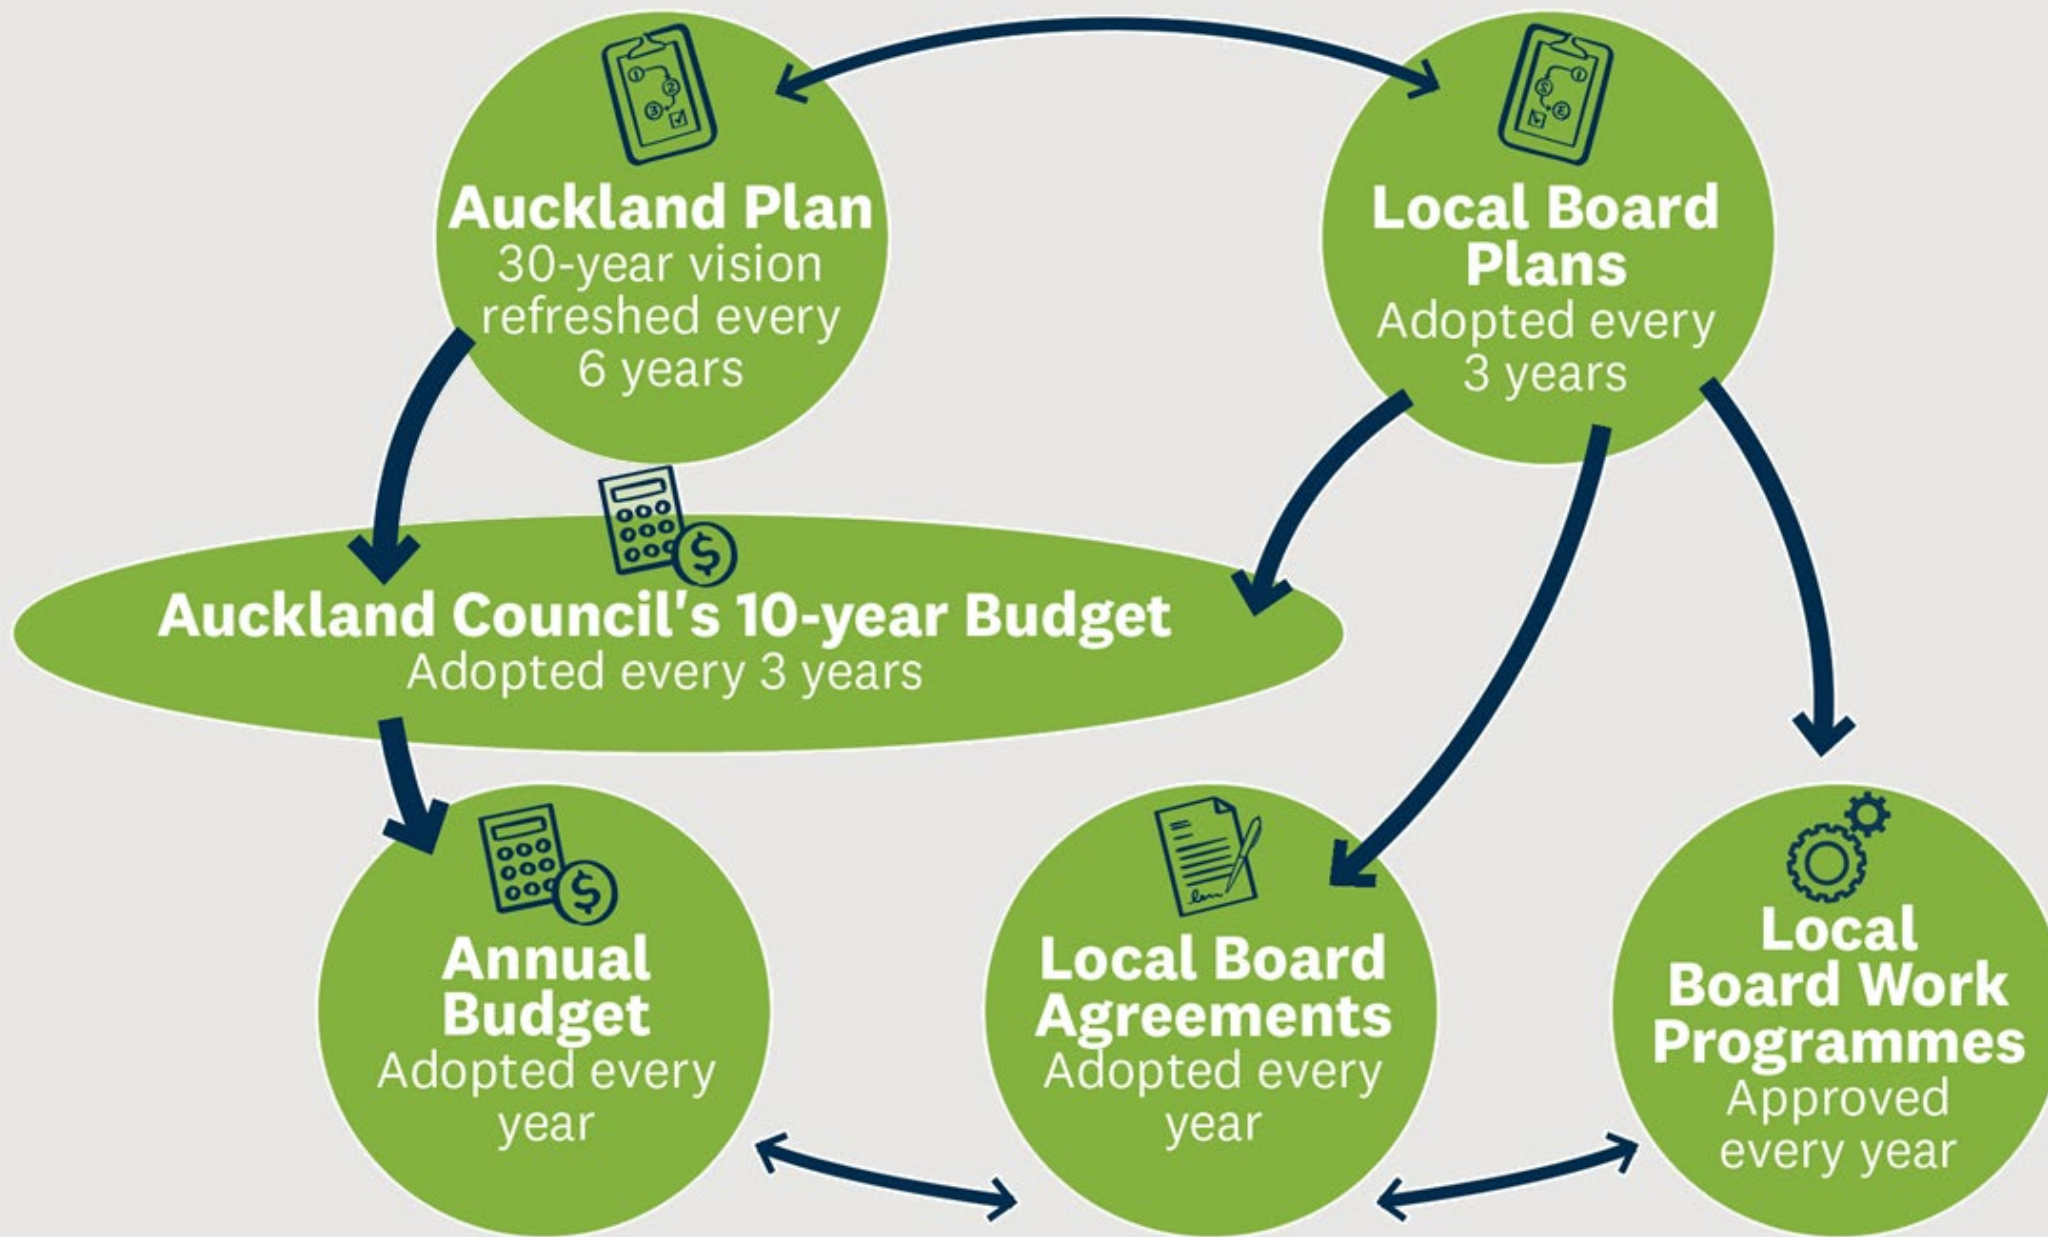 Auckland Plan
30-year vision
refreshed every
6 years
Local Board
Plans
Adopted every
3 years
Auckland Council's 10-year Budget
Adopted every 3 years
Annual
Budget
Adopted every
year
Local Board
Agreements
Adopted every
year
Local
Board Work
Programmes
Approved
every year